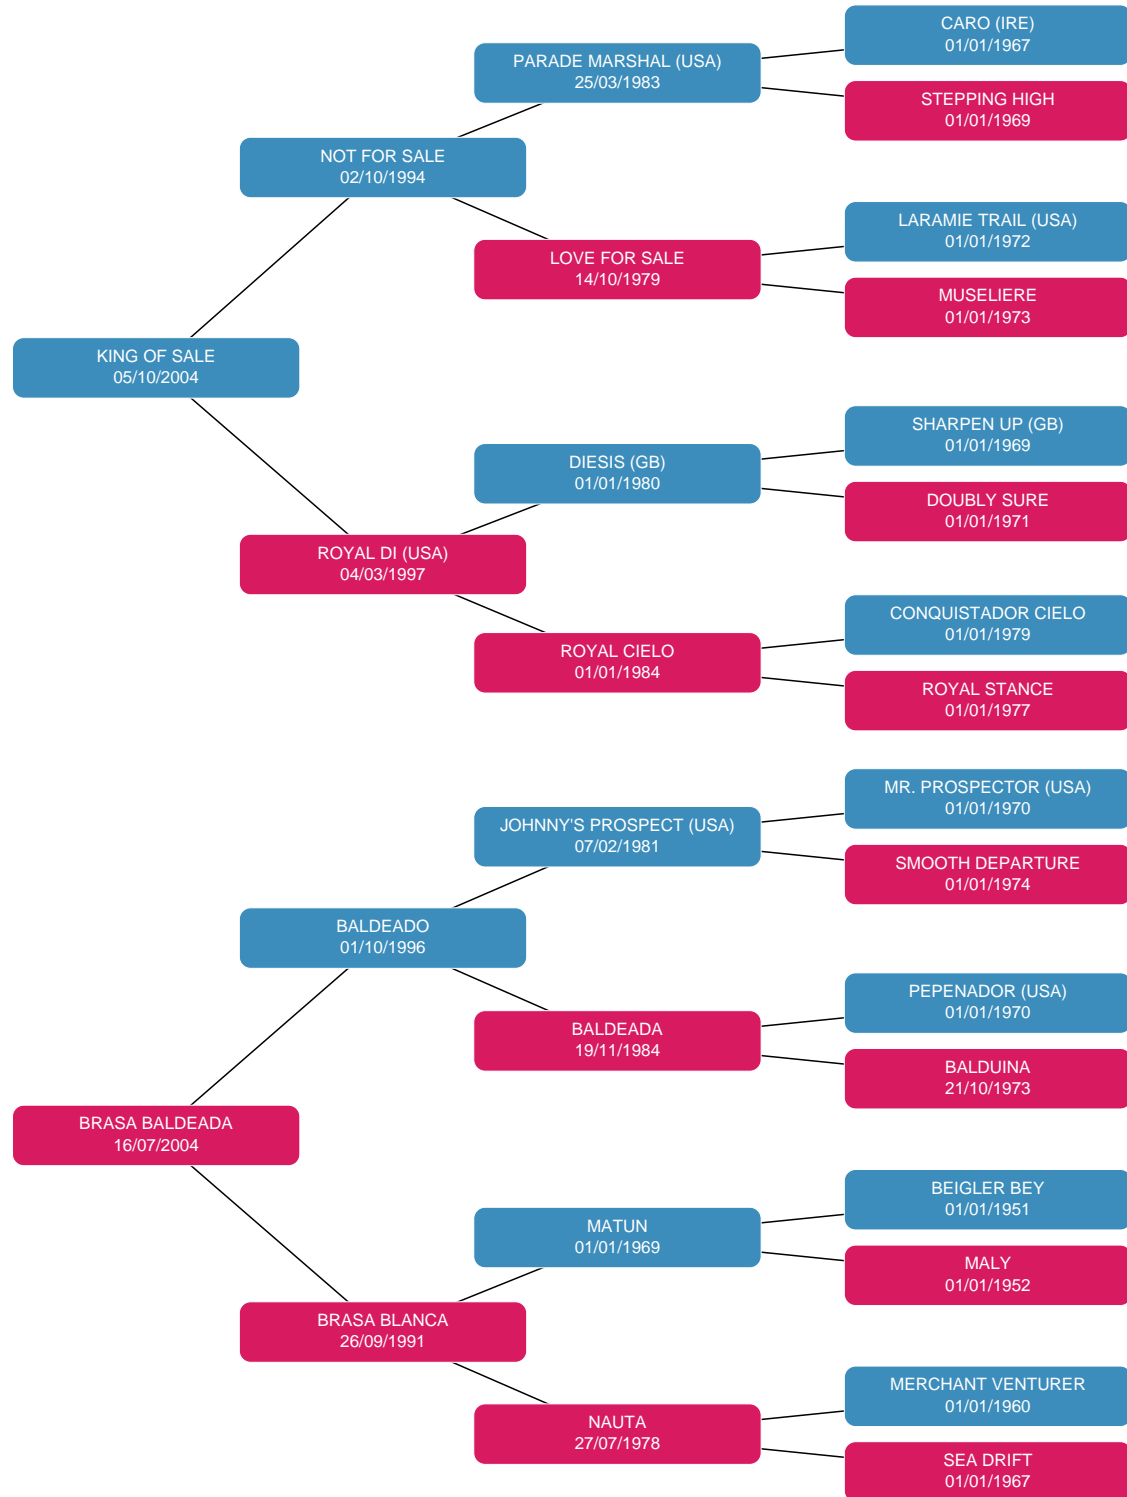 CARO (IRE)
01/01/1967
PARADE MARSHAL (USA)
25/03/1983
STEPPING HIGH
01/01/1969
NOT FOR SALE
02/10/1994
LARAMIE TRAIL (USA)
01/01/1972
LOVE FOR SALE
14/10/1979
MUSELIERE
01/01/1973
KING OF SALE
05/10/2004
SHARPEN UP (GB)
01/01/1969
DIESIS (GB)
01/01/1980
DOUBLY SURE
01/01/1971
ROYAL DI (USA)
04/03/1997
CONQUISTADOR CIELO
01/01/1979
ROYAL CIELO
01/01/1984
ROYAL STANCE
01/01/1977
MR. PROSPECTOR (USA)
01/01/1970
JOHNNY'S PROSPECT (USA)
07/02/1981
SMOOTH DEPARTURE
01/01/1974
BALDEADO
01/10/1996
PEPENADOR (USA)
01/01/1970
BALDEADA
19/11/1984
BALDUINA
21/10/1973
BRASA BALDEADA
16/07/2004
BEIGLER BEY
01/01/1951
MATUN
01/01/1969
MALY
01/01/1952
BRASA BLANCA
26/09/1991
MERCHANT VENTURER
01/01/1960
NAUTA
27/07/1978
SEA DRIFT
01/01/1967